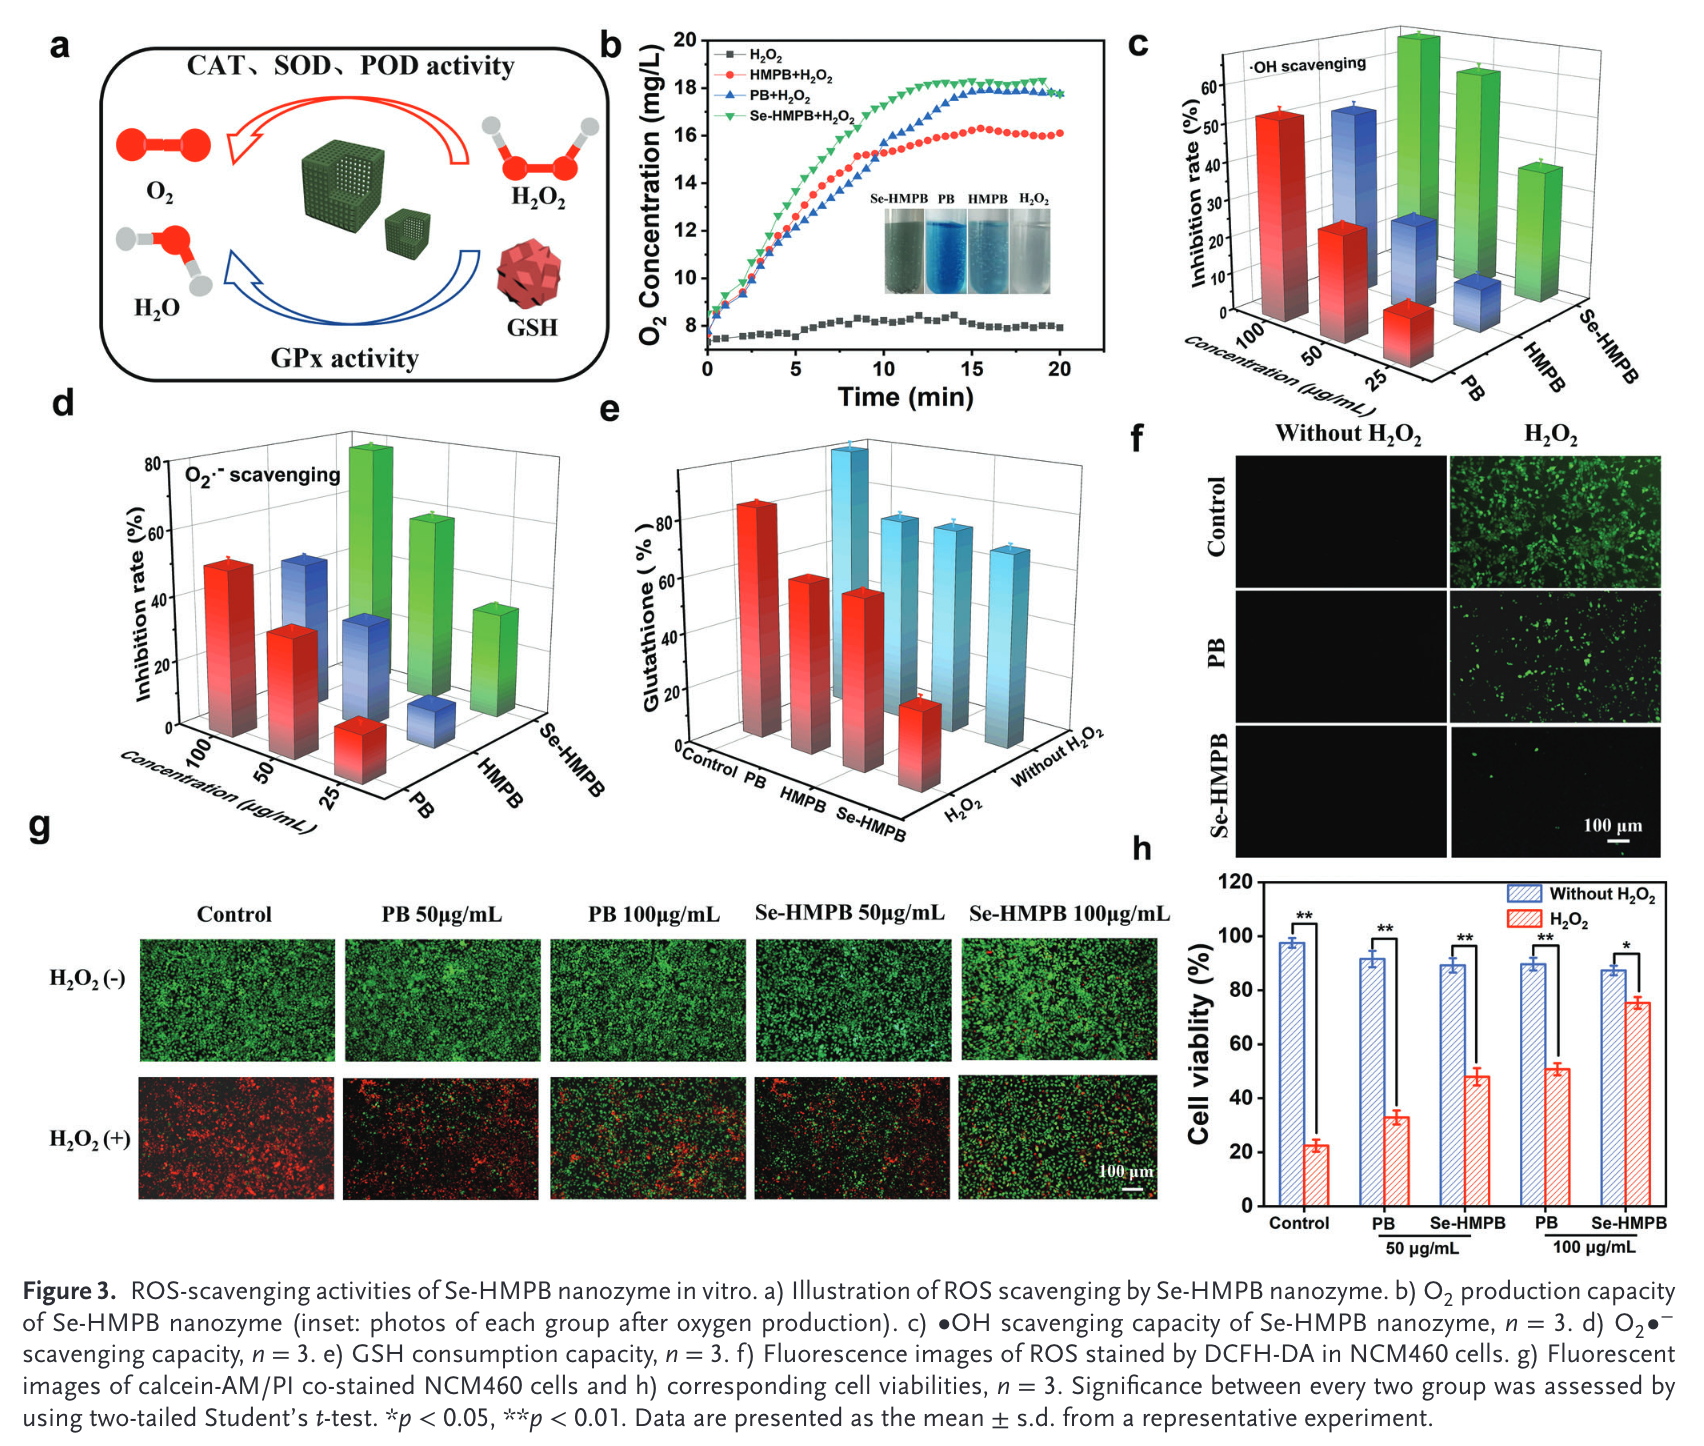 a
CAT、SOD、POD activity
O₂
H₂O₂
H₂O
GSH
GPx activity
b
O₂ Concentration (mg/L)
20
18
16
14
12
10
8
H₂O₂
HMPB+H₂O₂
PB+H₂O₂
Se-HMPB+H₂O₂
Se-HMPB PB HMPB H₂O₂
0 5 10 15 20
Time (min)
c
·OH scavenging
Inhibition rate (%)
60
50
40
30
20
10
0
100 50 25
Concentration (μg/mL)
PB HMPB Se-HMPB
d
O₂·⁻ scavenging
Inhibition rate (%)
80
60
40
20
0
100 50 25
Concentration (μg/mL)
PB HMPB Se-HMPB
e
Glutathione ( % )
80
60
40
20
0
Control PB HMPB Se-HMPB
H₂O₂ Without H₂O₂
f
Without H₂O₂ H₂O₂
Control
PB
Se-HMPB
100 μm
g
Control PB 50μg/mL PB 100μg/mL Se-HMPB 50μg/mL Se-HMPB 100μg/mL
H₂O₂ (-)
H₂O₂ (+)
100 μm
h
Cell viablity (%)
120
100
80
60
40
20
0
Without H₂O₂
H₂O₂
** ** ** ** *
Control PB Se-HMPB PB Se-HMPB
50 μg/mL 100 μg/mL
Figure 3. ROS-scavenging activities of Se-HMPB nanozyme in vitro. a) Illustration of ROS scavenging by Se-HMPB nanozyme. b) O₂ production capacity
of Se-HMPB nanozyme (inset: photos of each group after oxygen production). c) •OH scavenging capacity of Se-HMPB nanozyme, n = 3. d) O₂•⁻
scavenging capacity, n = 3. e) GSH consumption capacity, n = 3. f) Fluorescence images of ROS stained by DCFH-DA in NCM460 cells. g) Fluorescent
images of calcein-AM/PI co-stained NCM460 cells and h) corresponding cell viabilities, n = 3. Significance between every two group was assessed by
using two-tailed Student’s t-test. *p < 0.05, **p < 0.01. Data are presented as the mean ± s.d. from a representative experiment.